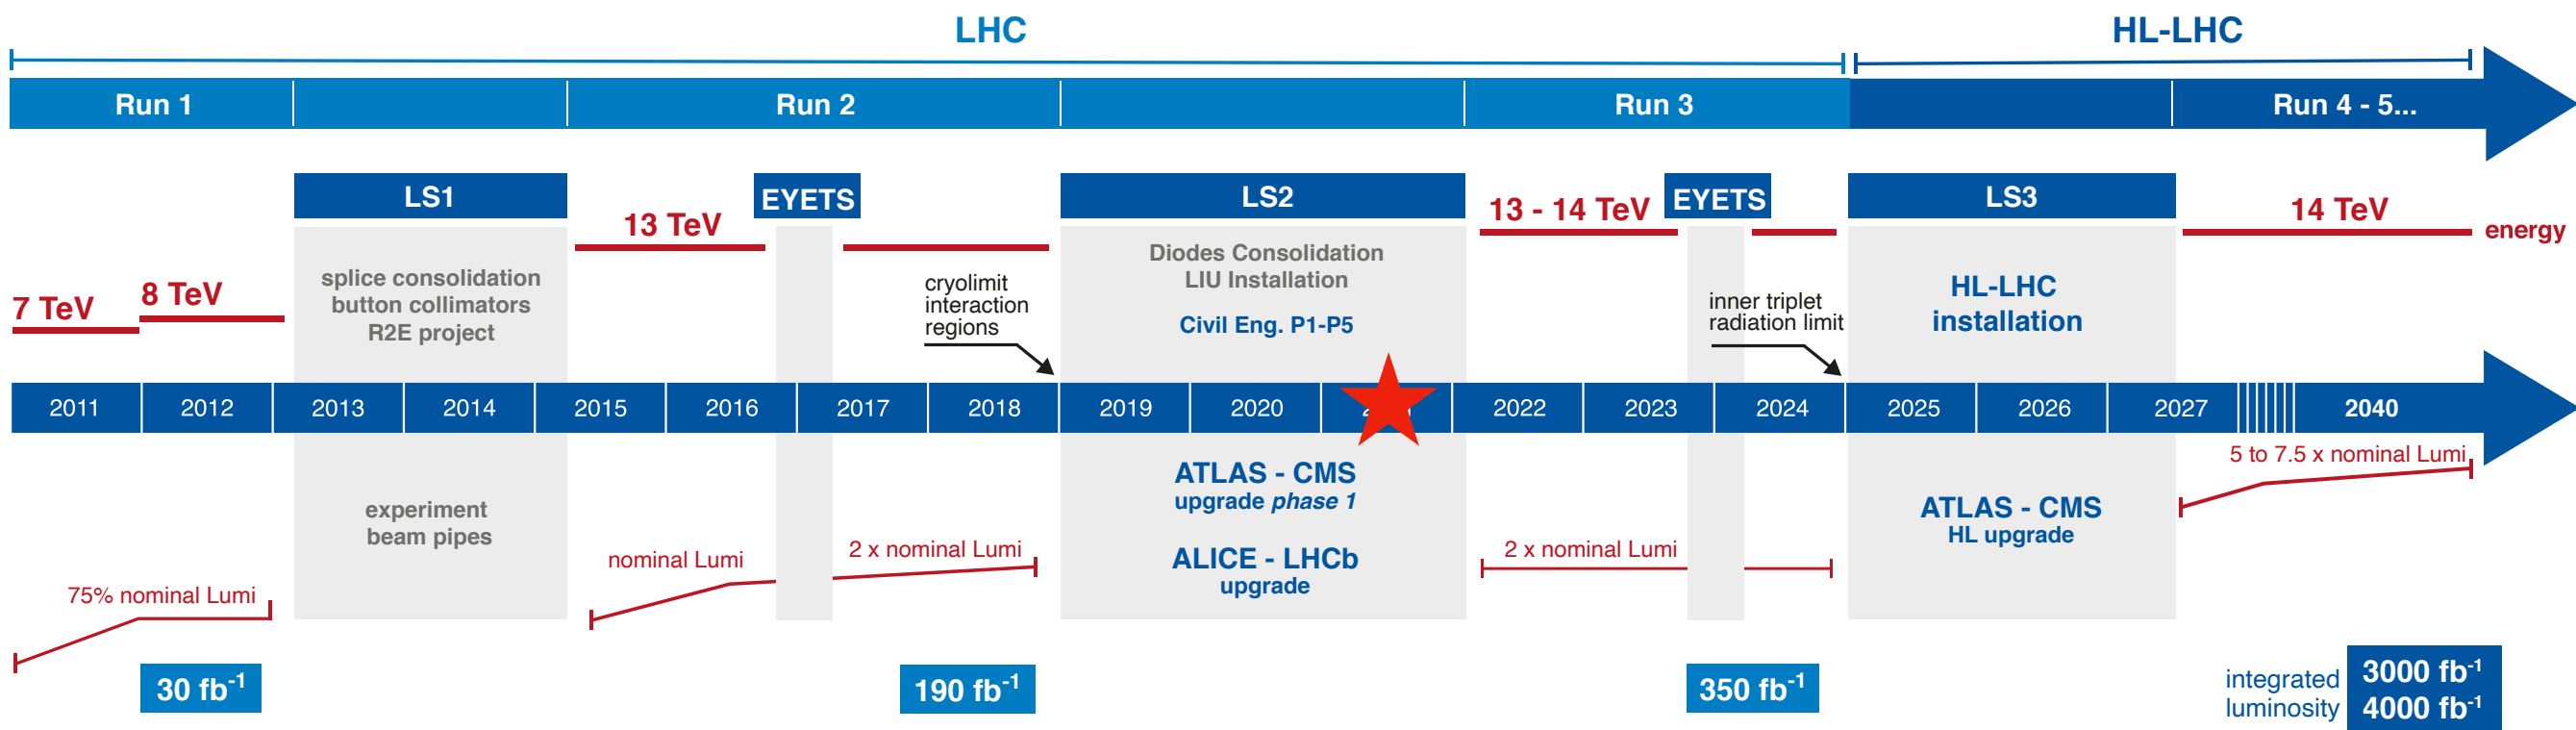 LHC
HL-LHC
Run 1
Run 2
Run 3
Run 4 - 5...
LS1
EYETS
LS2
EYETS
LS3
13 TeV
13 - 14 TeV
14 TeV
energy
7 TeV
8 TeV
splice consolidation
button collimators
R2E project
cryolimit
interaction
regions
Diodes Consolidation
LIU Installation
Civil Eng. P1-P5
inner triplet
radiation limit
HL-LHC
installation
2011
2012
2013
2014
2015
2016
2017
2018
2019
2020
2022
2023
2024
2025
2026
2027
2040
5 to 7.5 x nominal Lumi
experiment
beam pipes
ATLAS - CMS
upgrade phase 1
ALICE - LHCb
upgrade
ATLAS - CMS
HL upgrade
75% nominal Lumi
nominal Lumi
2 x nominal Lumi
2 x nominal Lumi
30 fb⁻¹
190 fb⁻¹
350 fb⁻¹
integrated
luminosity
3000 fb⁻¹
4000 fb⁻¹